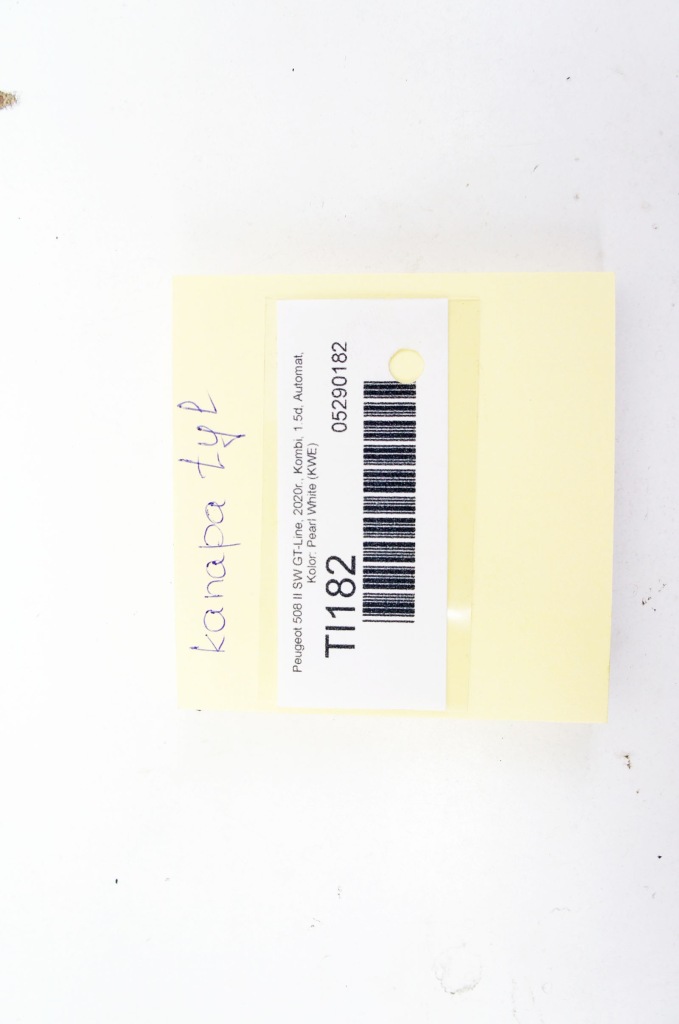 kanapa tył
Peugeot 508 II SW GT-Line, 2020r., Kombi, 1.5d, Automat,
Kolor: Pearl White (KWE)
TI182 05290182